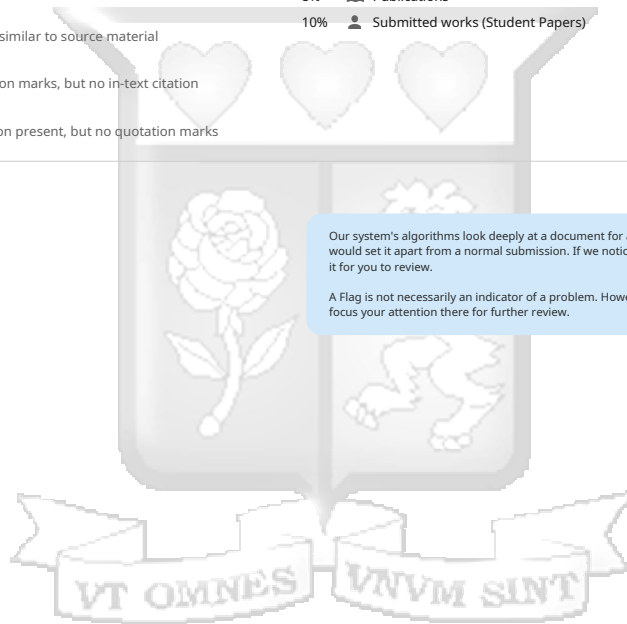 10% Submitted works (Student Papers)
similar to source material
on marks, but no in-text citation
on present, but no quotation marks
Our system's algorithms look deeply at a document for
would set it apart from a normal submission. If we
it for you to review.
A Flag is not necessarily an indicator of a problem.
focus your attention there for further review.
VT OMNES VNVM SINT